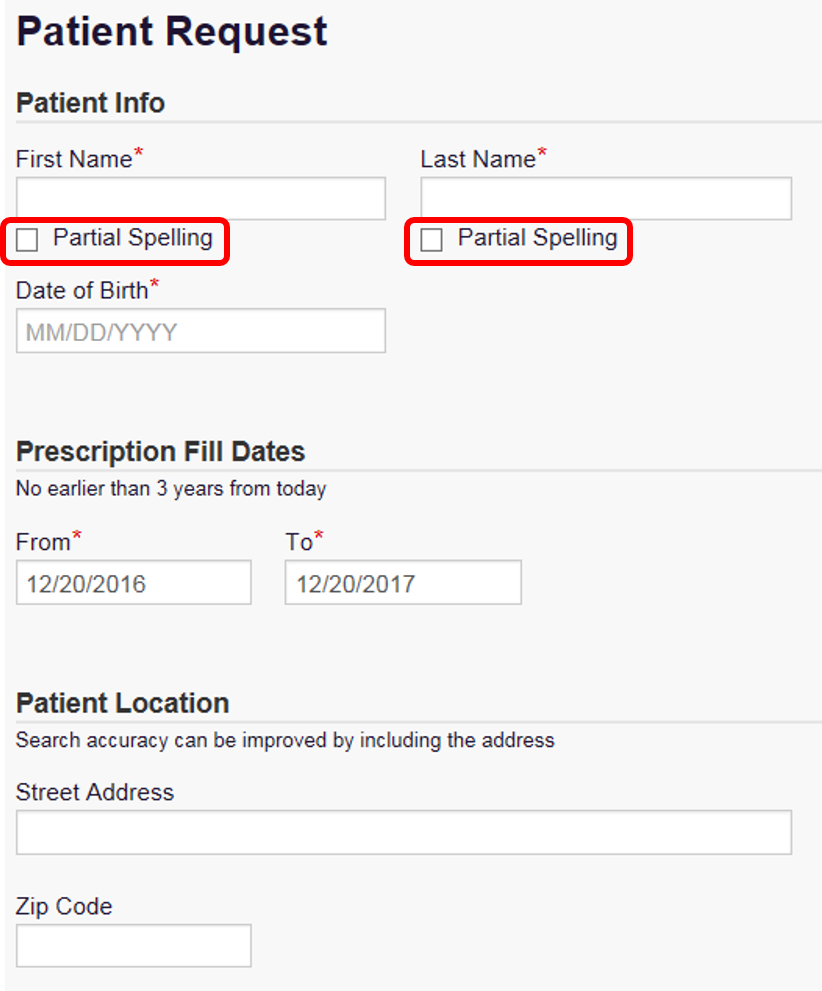 Patient Request
Patient Info
First Name* Last Name*
Partial Spelling Partial Spelling
Date of Birth*
MM/DD/YYYY
Prescription Fill Dates
No earlier than 3 years from today
From* To*
12/20/2016 12/20/2017
Patient Location
Search accuracy can be improved by including the address
Street Address
Zip Code